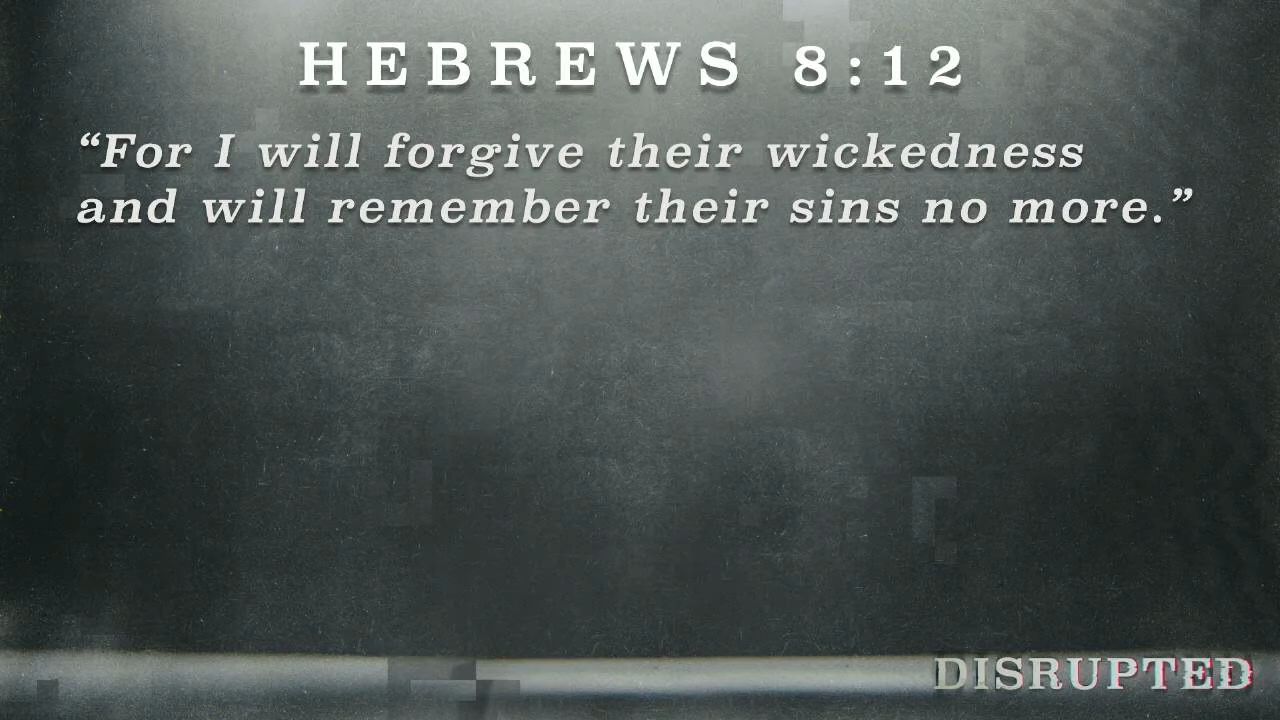 HEBREWS 8:12
“For I will forgive their wickedness
and will remember their sins no more.”
DISRUPTED